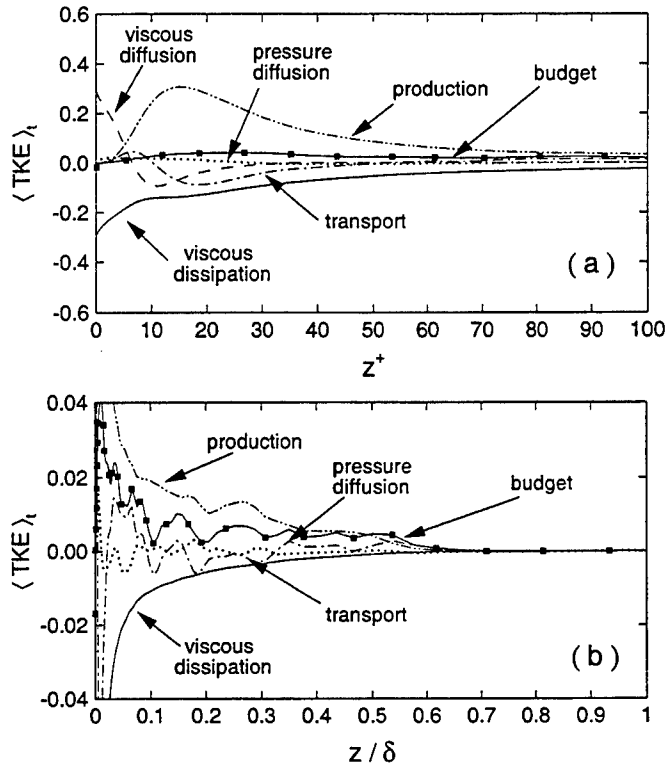 0.6
0.4
0.2
0.0
-0.2
-0.4
-0.6
⟨ TKE ⟩t
viscous
diffusion
pressure
diffusion
budget
production
transport
viscous
dissipation
( a )
0 10 20 30 40 50 60 70 80 90 100
z+
0.04
0.02
0.00
-0.02
-0.04
⟨ TKE ⟩t
production
pressure
diffusion
budget
transport
viscous
dissipation
( b )
0 0.1 0.2 0.3 0.4 0.5 0.6 0.7 0.8 0.9 1
z / δ